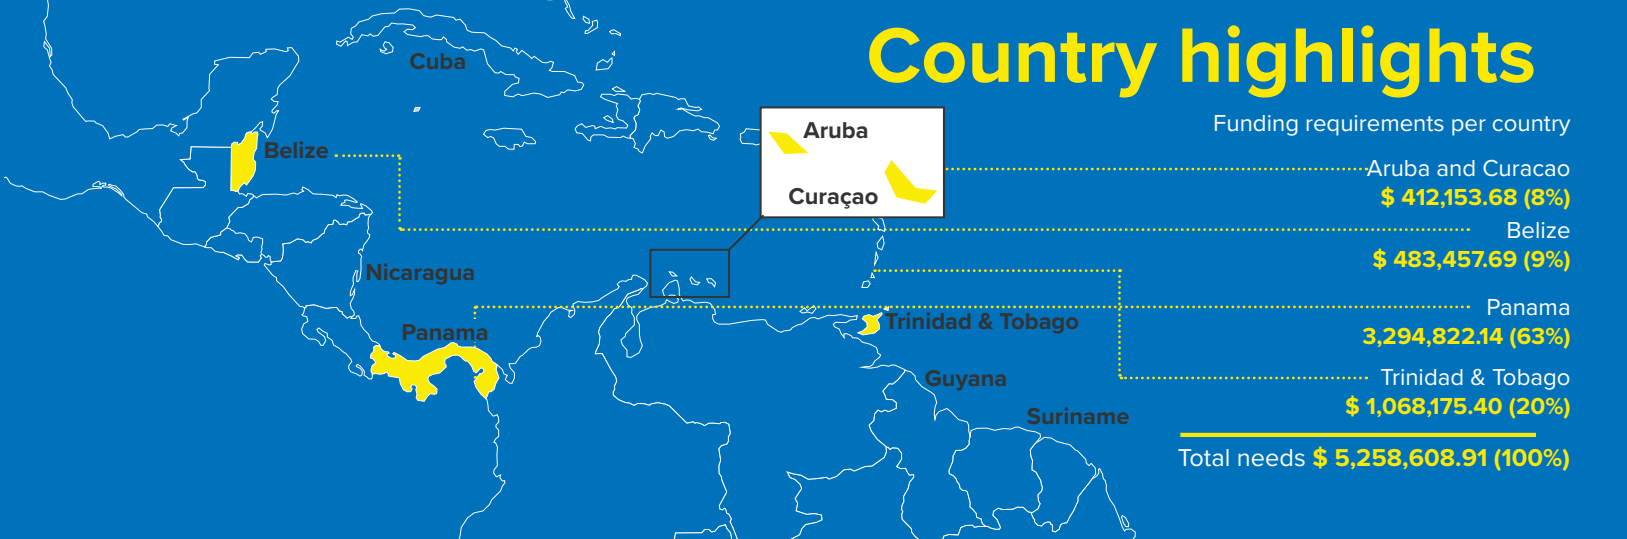 Country highlights
Funding requirements per country
Aruba and Curacao
$ 412,153.68 (8%)
Belize
$ 483,457.69 (9%)
Panama
3,294,822.14 (63%)
Trinidad & Tobago
$ 1,068,175.40 (20%)
Total needs $ 5,258,608.91 (100%)
Cuba
Belize
Aruba
Curaçao
Nicaragua
Panama
Trinidad & Tobago
Guyana
Suriname